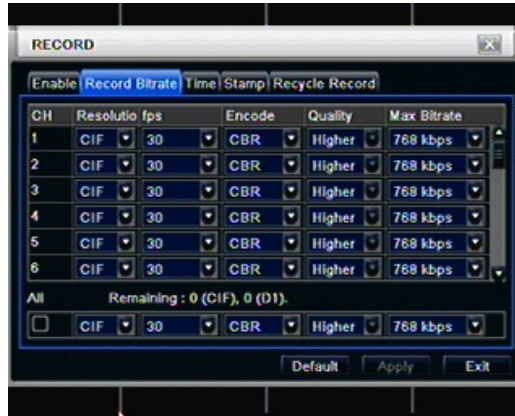 RECORD
Enable Record Bitrate Time Stamp Recycle Record
CH Resolutio fps Encode Quality Max Bitrate
1 CIF 30 CBR Higher 768 kbps
2 CIF 30 CBR Higher 768 kbps
3 CIF 30 CBR Higher 768 kbps
4 CIF 30 CBR Higher 768 kbps
5 CIF 30 CBR Higher 768 kbps
6 CIF 30 CBR Higher 768 kbps
All Remaining : 0 (CIF), 0 (D1).
CIF 30 CBR Higher 768 kbps
Default Apply Exit